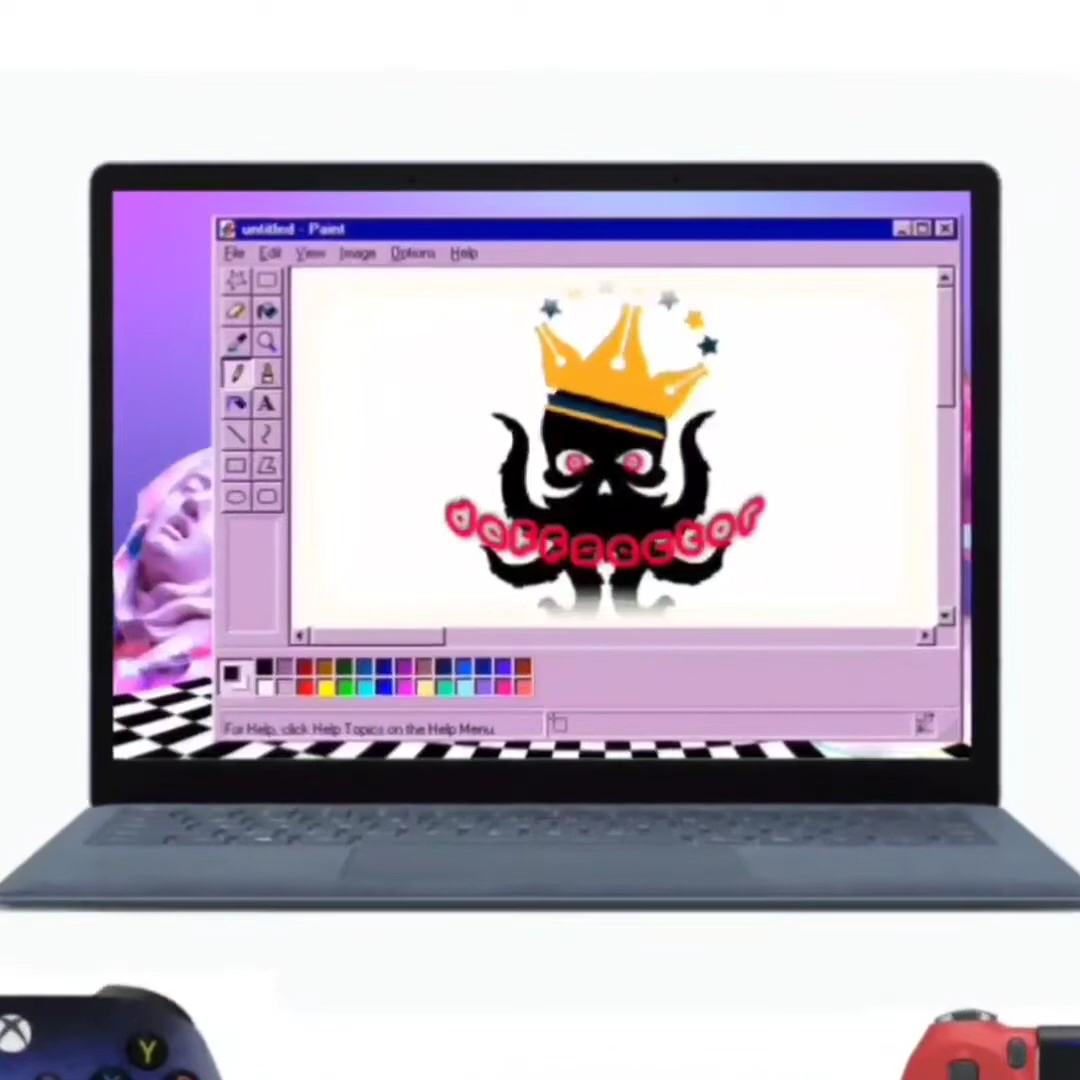 untitled - Paint
File Edit View Image Options Help
A
For Help, click Help Topics on the Help Menu.
Y